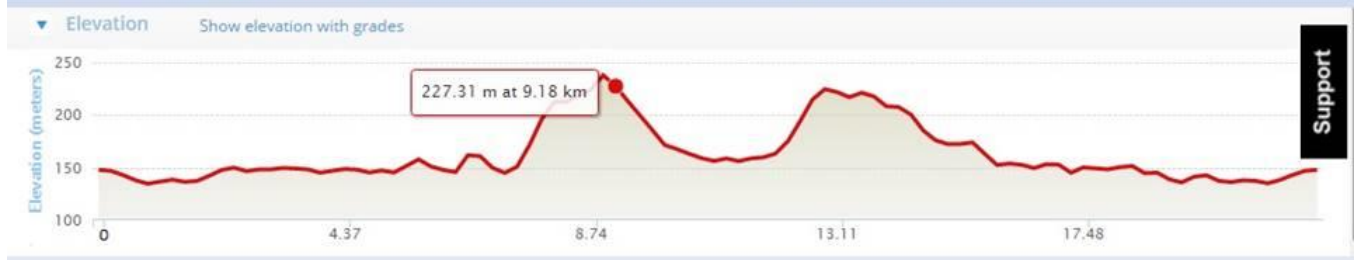 ▼ Elevation Show elevation with grades
Elevation (meters)
250
200
150
100
227.31 m at 9.18 km
0 4.37 8.74 13.11 17.48
Support